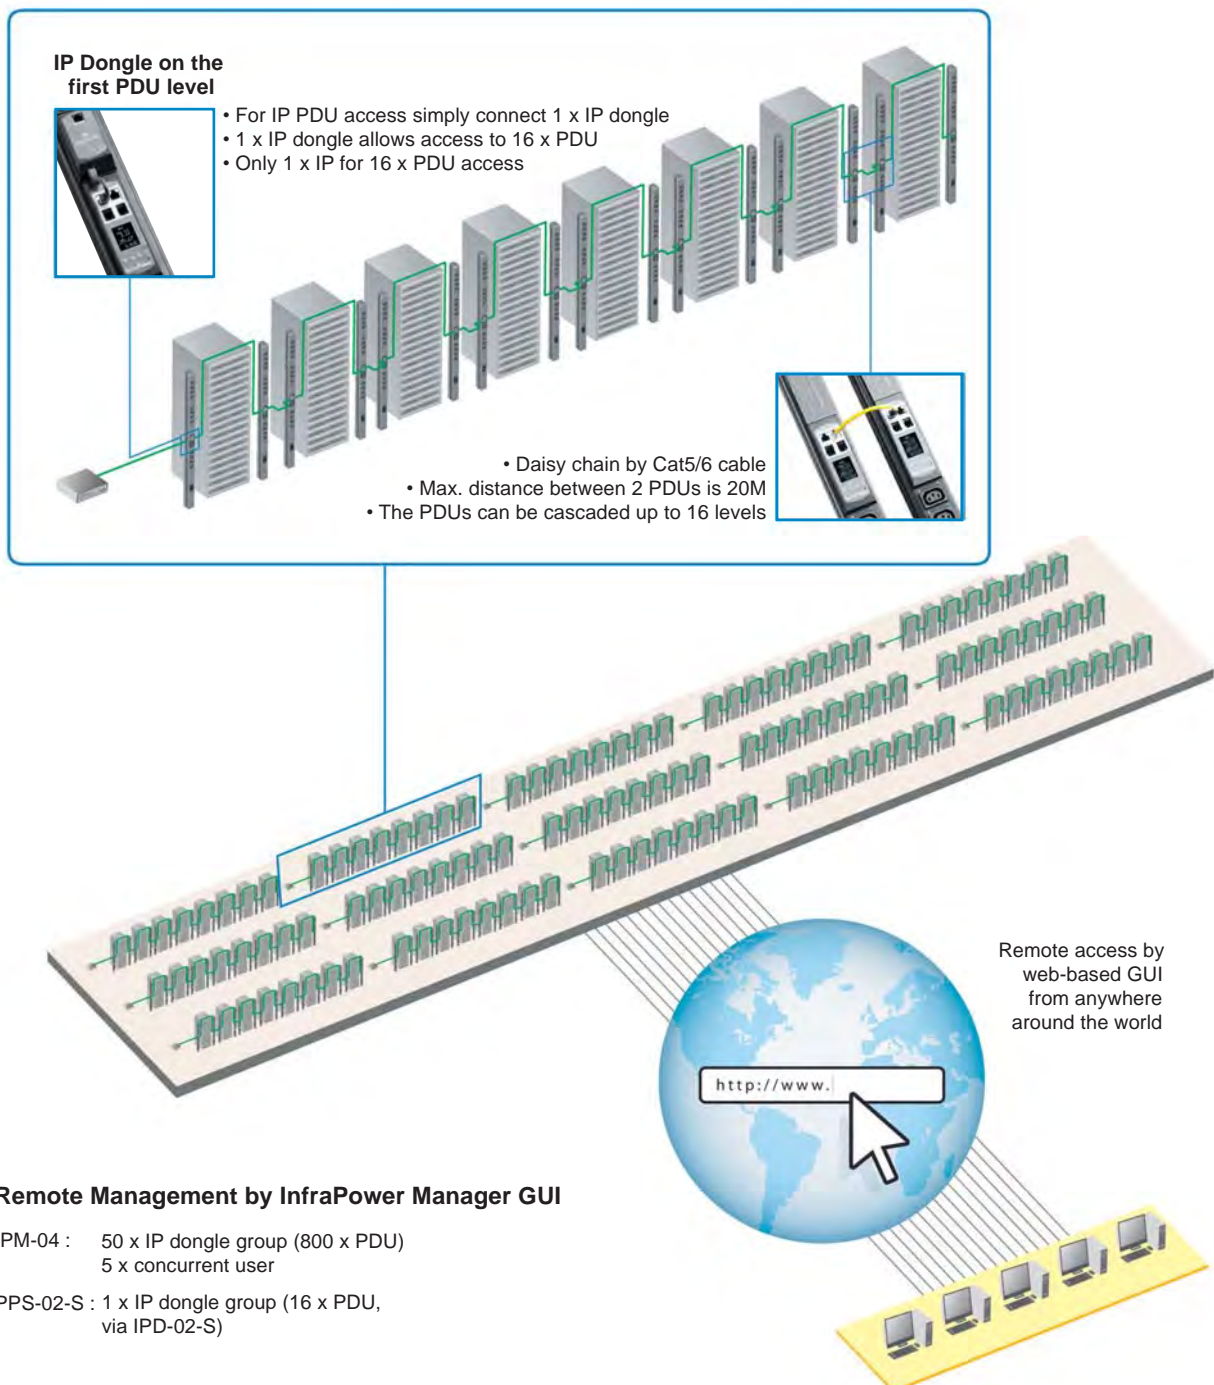 IP Dongle on the
first PDU level
• For IP PDU access simply connect 1 x IP dongle
• 1 x IP dongle allows access to 16 x PDU
• Only 1 x IP for 16 x PDU access
• Daisy chain by Cat5/6 cable
• Max. distance between 2 PDUs is 20M
• The PDUs can be cascaded up to 16 levels
Remote access by
web-based GUI
from anywhere
around the world
http://www.
Remote Management by InfraPower Manager GUI
PM-04 : 50 x IP dongle group (800 x PDU)
5 x concurrent user
PPS-02-S : 1 x IP dongle group (16 x PDU,
via IPD-02-S)